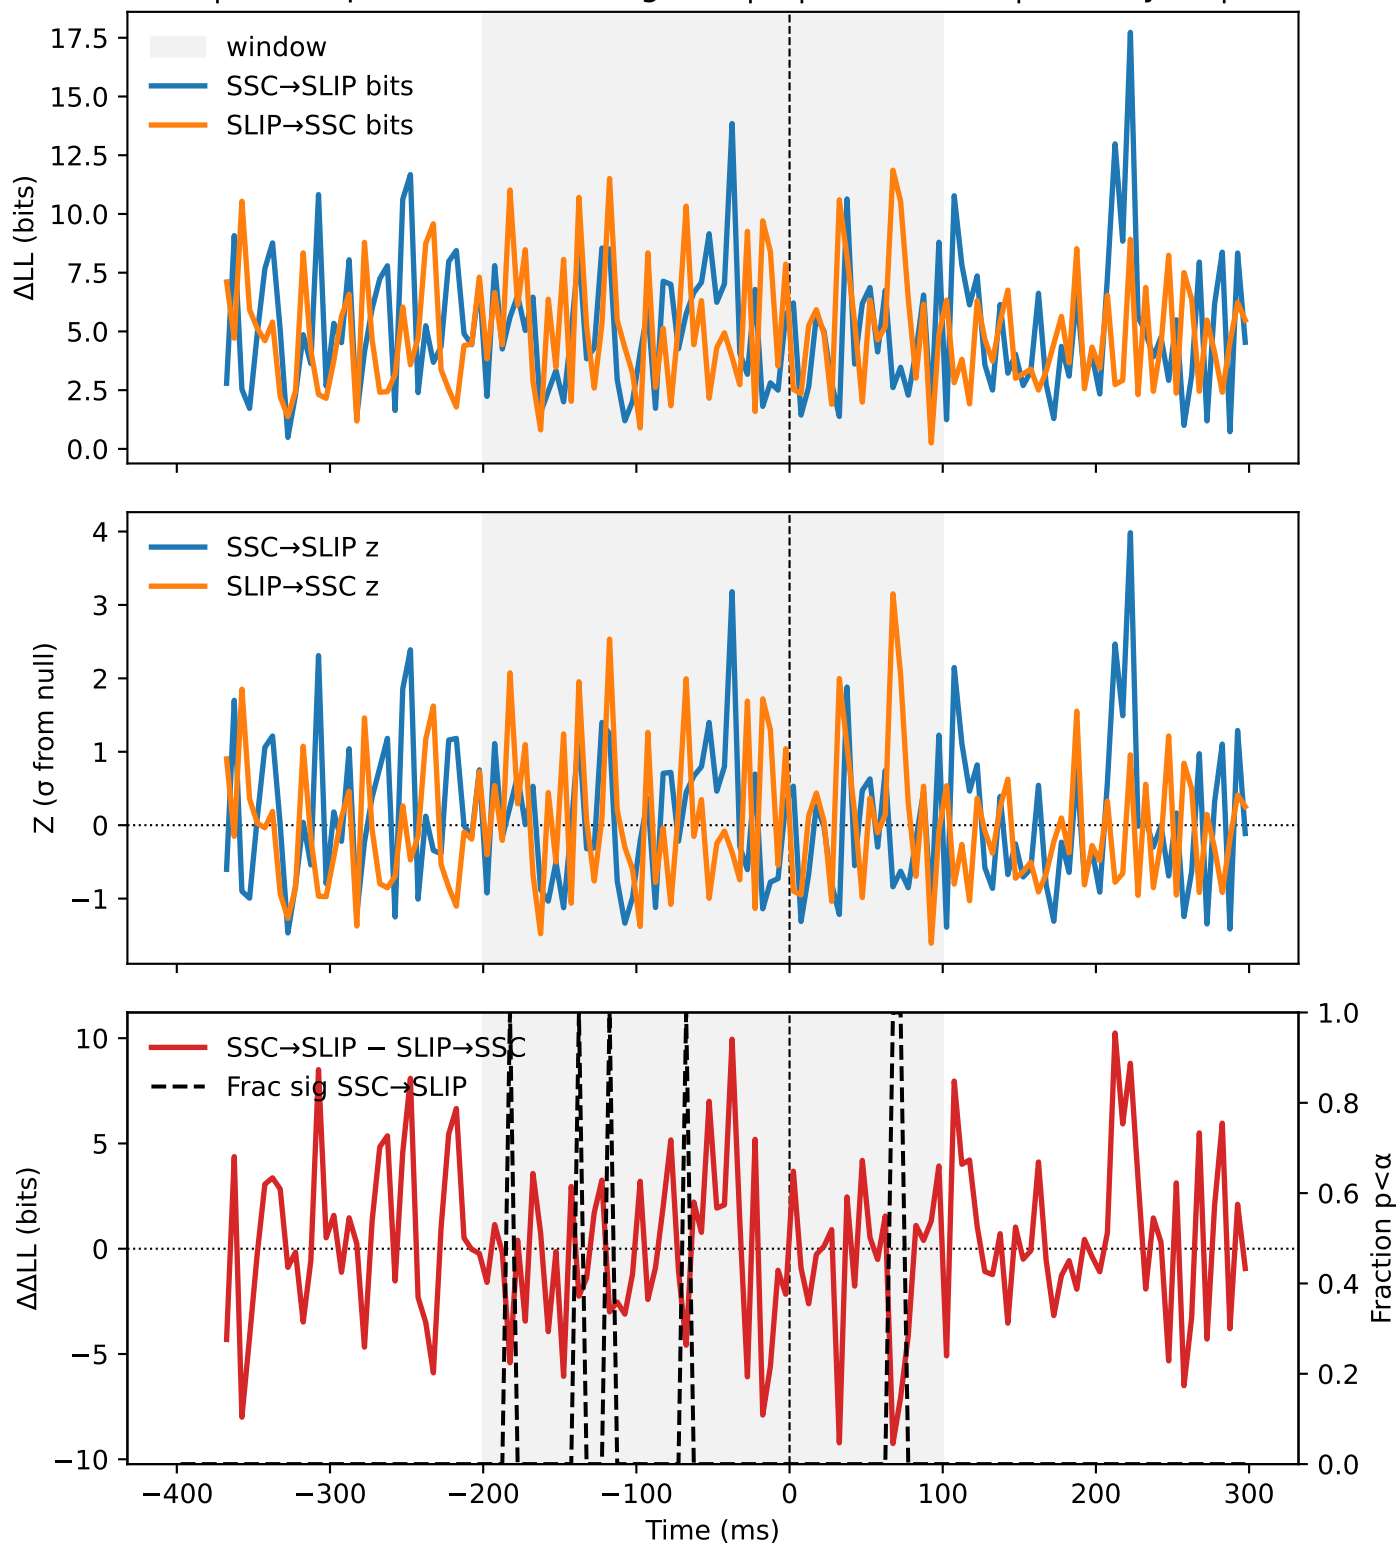 17.5
15.0
12.5
10.0
7.5
5.0
2.5
0.0
ΔLL (bits)
window
SSC→SLIP bits
SLIP→SSC bits
4
3
2
1
0
−1
Z (σ from null)
SSC→SLIP z
SLIP→SSC z
10
5
0
−5
−10
ΔΔLL (bits)
SSC→SLIP − SLIP→SSC
Frac sig SSC→SLIP
1.0
0.8
0.6
0.4
0.2
0.0
Fraction p<α
−400 −300 −200 −100 0 100 200 300
Time (ms)